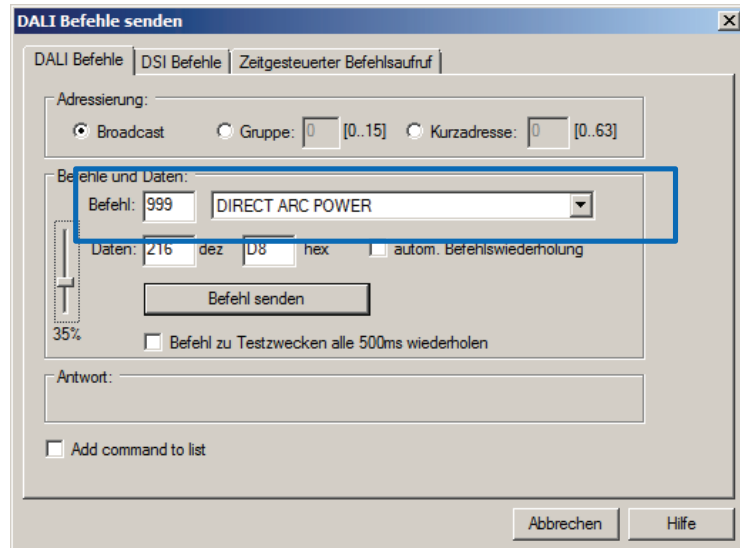 DALI Befehle senden
DALI Befehle DSI Befehle Zeitgesteuerter Befehlsaufruf
Adressierung:
Broadcast Gruppe: 0 [0..15] Kurzadresse: 0 [0..63]
Befehle und Daten:
Befehl: 999 DIRECT ARC POWER
Daten: 216 dez D8 hex autom. Befehlswiederholung
Befehl senden
35%
Befehl zu Testzwecken alle 500ms wiederholen
Antwort:
Add command to list
Abbrechen Hilfe